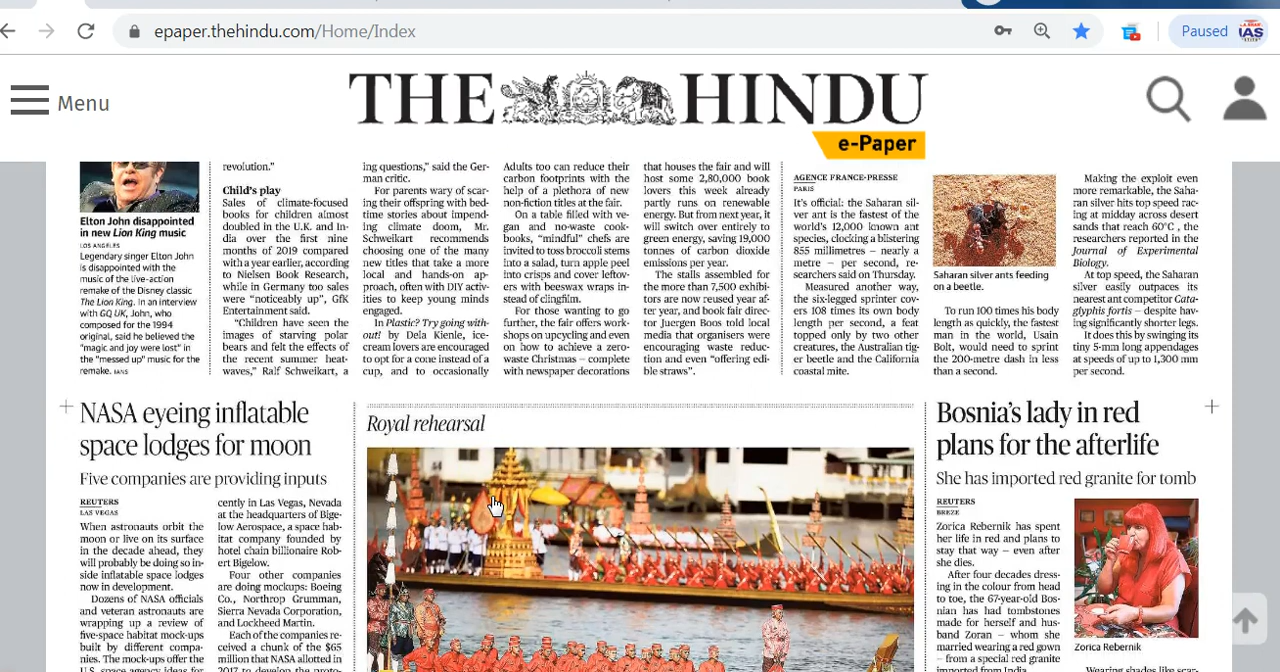 epaper.thehindu.com/Home/Index
Paused
IAS
Menu
THE HINDU
e-Paper
Elton John disappointed
in new Lion King music
LOS ANGELES
Legendary singer Elton John
is disappointed with the
music of the live-action
remake of the Disney classic
The Lion King. In an interview
with GQ UK, John, who
composed for the 1994
original, said he believed the
"magic and joy were lost" in
the "messed up" music for the
remake. IANS
revolution."
Child's play
Sales of climate-focused
books for children almost
doubled in the U.K. and In-
dia over the first nine
months of 2019 compared
with a year earlier, according
to Nielsen Book Research,
while in Germany too sales
were "noticeably up", GfK
Entertainment said.
"Children have seen the
images of starving polar
bears and felt the effects of
the recent summer heat-
waves," Ralf Schweikart, a
ing questions," said the Ger-
man critic.
For parents wary of scar-
ing their offspring with bed-
time stories about impend-
ing climate doom, Mr.
Schweikart recommends
choosing one of the many
new titles that take a more
local and hands-on ap-
proach, often with DIY activi-
ties to keep young minds
engaged.
In Plastic? Try going with-
out! by Dela Kienle, ice-
cream lovers are encouraged
to opt for a cone instead of a
cup, and to occasionally
Adults too can reduce their
carbon footprints with the
help of a plethora of new
non-fiction titles at the fair.
On a table filled with ve-
gan and no-waste cook-
books, "mindful" chefs are
invited to toss broccoli stems
into a salad, turn apple peel
into crisps and cover leftov-
ers with beeswax wraps in-
stead of clingfilm.
For those wanting to go
further, the fair offers work-
shops on upcycling and even
on how to achieve a zero-
waste Christmas – complete
with newspaper decorations
that houses the fair and will
host some 2,80,000 book
lovers this week already
partly runs on renewable
energy. But from next year, it
will switch over entirely to
green energy, saving 19,000
tonnes of carbon dioxide
emissions per year.
The stalls assembled for
the more than 7,500 exhibi-
tors are now reused year af-
ter year, and book fair direc-
tor Juergen Boos told local
media that organisers were
encouraging waste reduc-
tion and even "offering edi-
ble straws".
AGENCE FRANCE-PRESSE
PARIS
It's official: the Saharan sil-
ver ant is the fastest of the
world's 12,000 known ant
species, clocking a blistering
855 millimetres – nearly a
metre – per second, re-
searchers said on Thursday.
Measured another way,
the six-legged sprinter cov-
ers 108 times its own body
length per second, a feat
topped only by two other
creatures, the Australian tig-
er beetle and the California
coastal mite.
Saharan silver ants feeding
on a beetle.
To run 100 times his body
length as quickly, the fastest
man in the world, Usain
Bolt, would need to sprint
the 200-metre dash in less
than a second.
Making the exploit even
more remarkable, the Saha-
ran silver hits top speed rac-
ing at midday across desert
sands that reach 60°C , the
researchers reported in the
Journal of Experimental
Biology.
At top speed, the Saharan
silver easily outpaces its
nearest ant competitor Cata-
glyphis fortis – despite hav-
ing significantly shorter legs.
It does this by swinging its
tiny 5-mm long appendages
at speeds of up to 1,300 mm
per second.
NASA eyeing inflatable
space lodges for moon
Five companies are providing inputs
REUTERS
LAS VEGAS
When astronauts orbit the
moon or live on its surface
in the decade ahead, they
will probably be doing so in-
side inflatable space lodges
now in development.
Dozens of NASA officials
and veteran astronauts are
wrapping up a review of
five-space habitat mock-ups
built by different compa-
nies. The mock-ups offer the
U.S. space agency ideas for
cently in Las Vegas, Nevada
at the headquarters of Bige-
low Aerospace, a space hab-
itat company founded by
hotel chain billionaire Rob-
ert Bigelow.
Four other companies
are doing mockups: Boeing
Co., Northrop Grumman,
Sierra Nevada Corporation,
and Lockheed Martin.
Each of the companies re-
ceived a chunk of the $65
million that NASA allotted in
2017 to develop the proto-
Royal rehearsal
Bosnia's lady in red
plans for the afterlife
She has imported red granite for tomb
REUTERS
BREZE
Zorica Rebernik has spent
her life in red and plans to
stay that way – even after
she dies.
After four decades dress-
ing in the colour from head
to toe, the 67-year-old Bos-
nian has had tombstones
made for herself and hus-
band Zoran – whom she
married wearing a red gown
– from a special red granite
imported from India.
Zorica Rebernik
Wearing shades like scar-